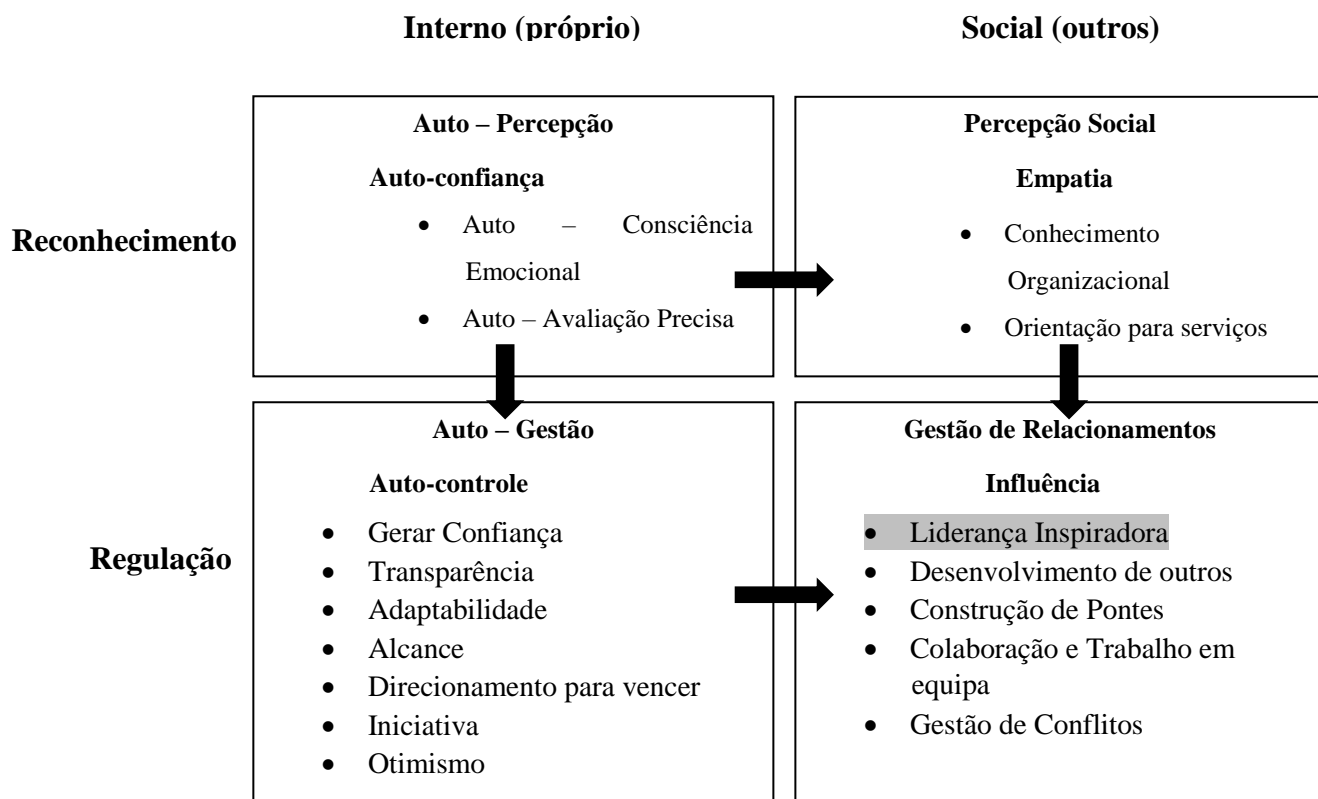 Interno (próprio)
Social (outros)
Reconhecimento
Auto – Percepção
Auto-confiança
• Auto – Consciência
Emocional
• Auto – Avaliação Precisa
Percepção Social
Empatia
• Conhecimento
Organizacional
• Orientação para serviços
Regulação
Auto – Gestão
Auto-controle
• Gerar Confiança
• Transparência
• Adaptabilidade
• Alcance
• Direcionamento para vencer
• Iniciativa
• Otimismo
Gestão de Relacionamentos
Influência
• Liderança Inspiradora
• Desenvolvimento de outros
• Construção de Pontes
• Colaboração e Trabalho em
equipa
• Gestão de Conflitos